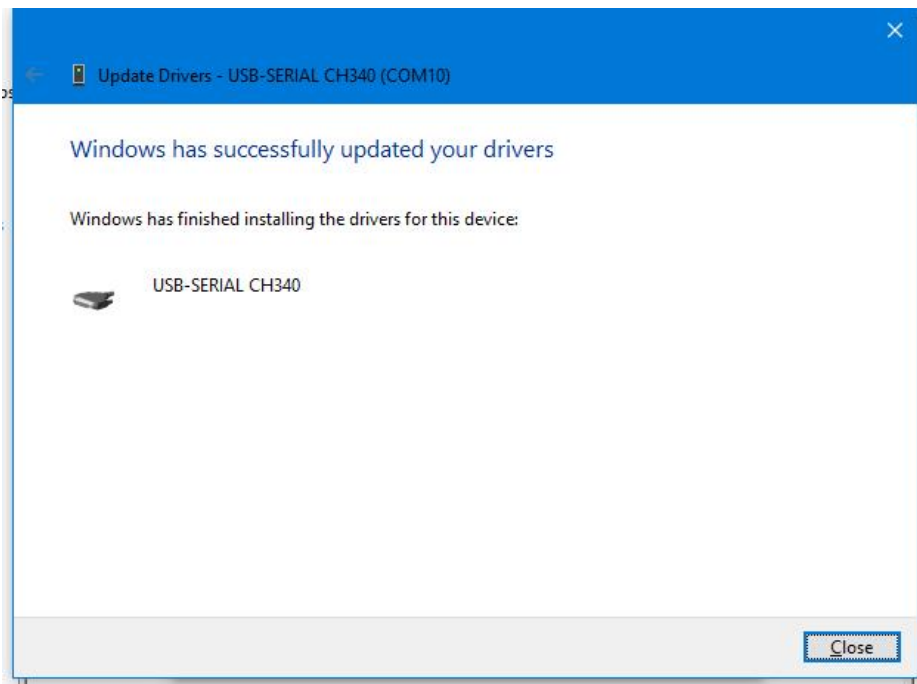 Update Drivers - USB-SERIAL CH340 (COM10)
Windows has successfully updated your drivers
Windows has finished installing the drivers for this device:
USB-SERIAL CH340
Close